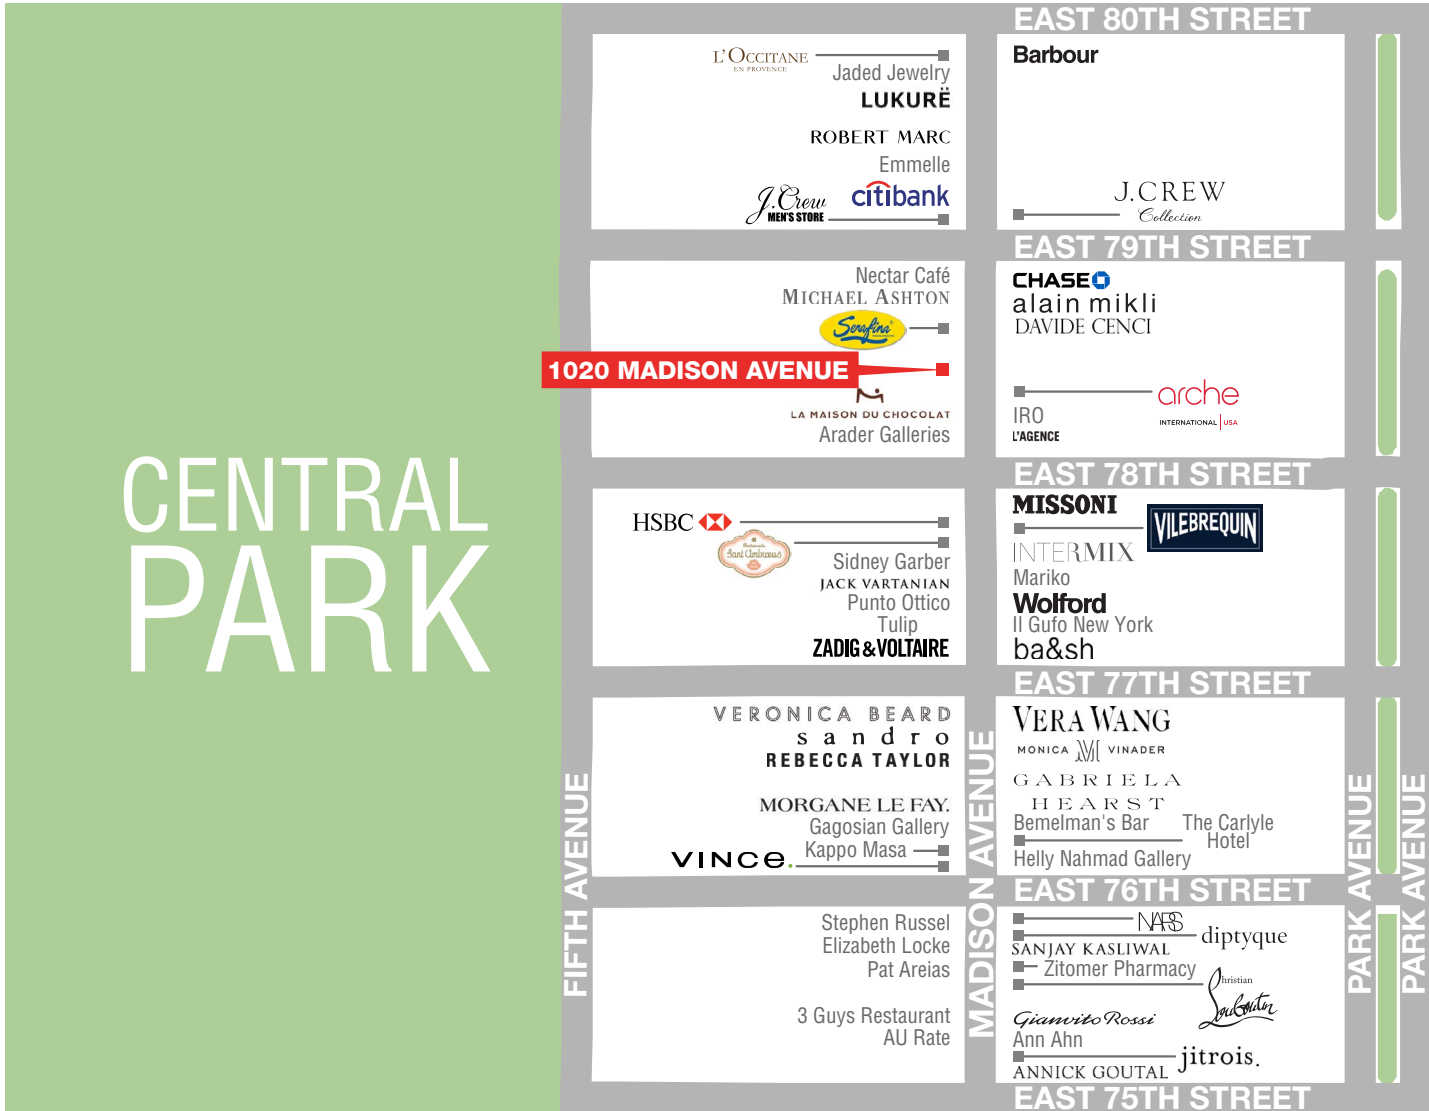 EAST 80TH STREET
L'OCCITANE
EN PROVENCE
Jaded Jewelry
LUKURË
ROBERT MARC
Emmelle
J.Crew
MEN'S STORE
citibank
Barbour
J.CREW
Collection
EAST 79TH STREET
Nectar Café
MICHAEL ASHTON
Serafina
1020 MADISON AVENUE
LA MAISON DU CHOCOLAT
Arader Galleries
CHASE
alain mikli
DAVIDE CENCI
arche
INTERNATIONAL | USA
IRO
L'AGENCE
EAST 78TH STREET
CENTRAL
PARK
HSBC
Sant Ambroeus
Sidney Garber
JACK VARTANIAN
Punto Ottico
Tulip
ZADIG & VOLTAIRE
MISSONI
VILEBREQUIN
INTERMIX
Mariko
Wolford
Il Gufo New York
ba&sh
EAST 77TH STREET
VERONICA BEARD
sandro
REBECCA TAYLOR
MORGANE LE FAY.
Gagosian Gallery
Kappo Masa
VINCE.
VERA WANG
MONICA VINADER
GABRIELA
HEARST
Bemelman's Bar
The Carlyle
Hotel
Helly Nahmad Gallery
EAST 76TH STREET
Stephen Russel
Elizabeth Locke
Pat Areias
3 Guys Restaurant
AU Rate
NARS
diptyque
SANJAY KASLIWAL
Zitomer Pharmacy
Christian
Louboutin
Gianvito Rossi
Ann Ahn
jitrois.
ANNICK GOUTAL
EAST 75TH STREET
FIFTH AVENUE
MADISON AVENUE
PARK AVENUE
PARK AVENUE